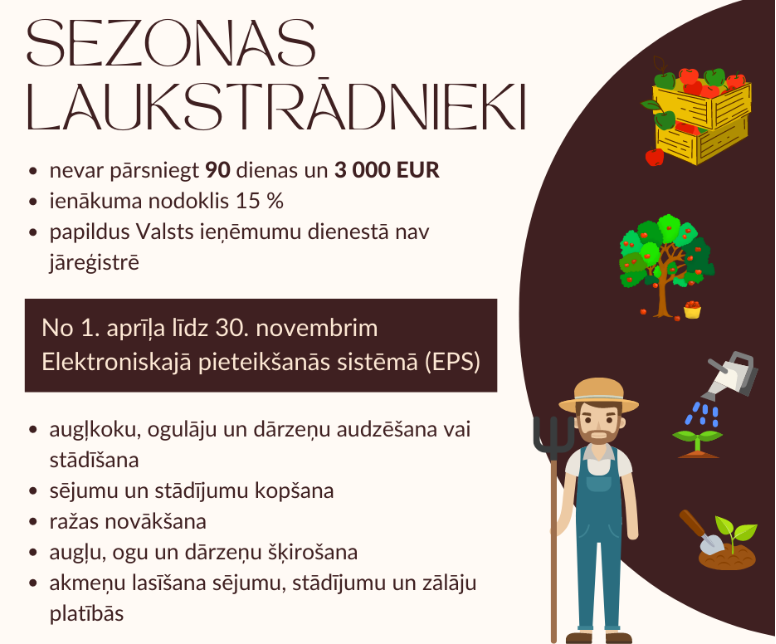 SEZONAS
LAUKSTRĀDNIEKI
• nevar pārsniegt 90 dienas un 3 000 EUR
• ienākuma nodoklis 15 %
• papildus Valsts ieņēmumu dienestā nav
jāreģistrē
No 1. aprīļa līdz 30. novembrim
Elektroniskajā pieteikšanās sistēmā (EPS)
• augļkoku, ogulāju un dārzeņu audzēšana vai
stādīšana
• sējumu un stādījumu kopšana
• ražas novākšana
• augļu, ogu un dārzeņu šķirošana
• akmeņu lasīšana sējumu, stādījumu un zālāju
platībās